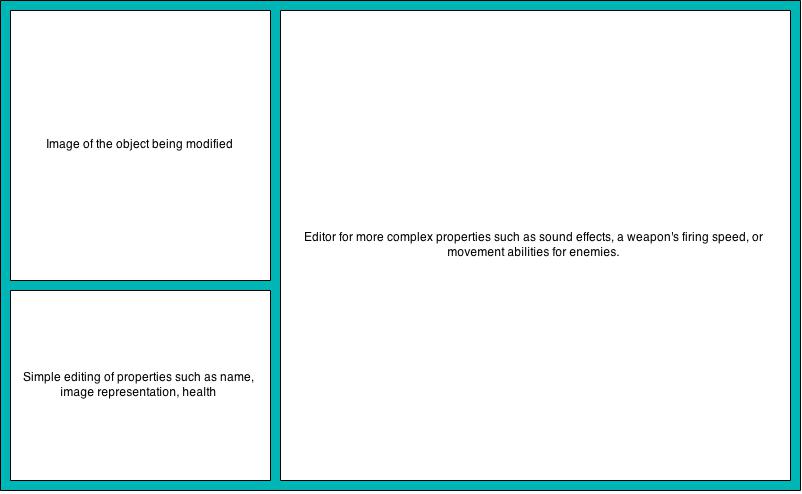 Image of the object being modified
Editor for more complex properties such as sound effects, a weapon's firing speed, or
movement abilities for enemies.
Simple editing of properties such as name,
image representation, health